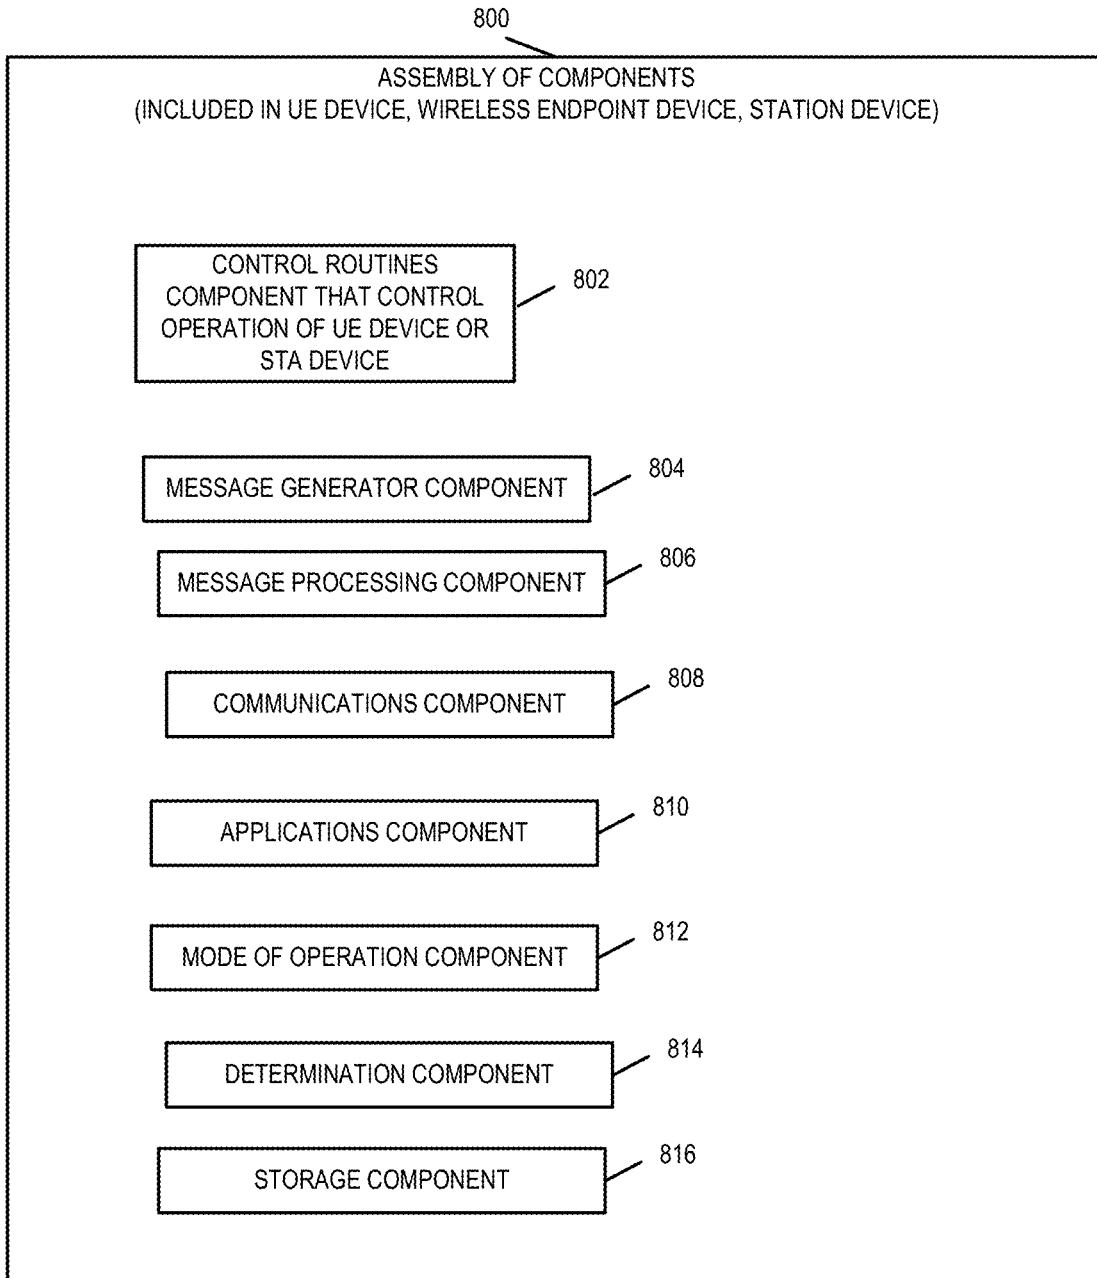 800
ASSEMBLY OF COMPONENTS
(INCLUDED IN UE DEVICE, WIRELESS ENDPOINT DEVICE, STATION DEVICE)
CONTROL ROUTINES
COMPONENT THAT CONTROL
OPERATION OF UE DEVICE OR
STA DEVICE
802
MESSAGE GENERATOR COMPONENT
804
MESSAGE PROCESSING COMPONENT
806
COMMUNICATIONS COMPONENT
808
APPLICATIONS COMPONENT
810
MODE OF OPERATION COMPONENT
812
DETERMINATION COMPONENT
814
STORAGE COMPONENT
816